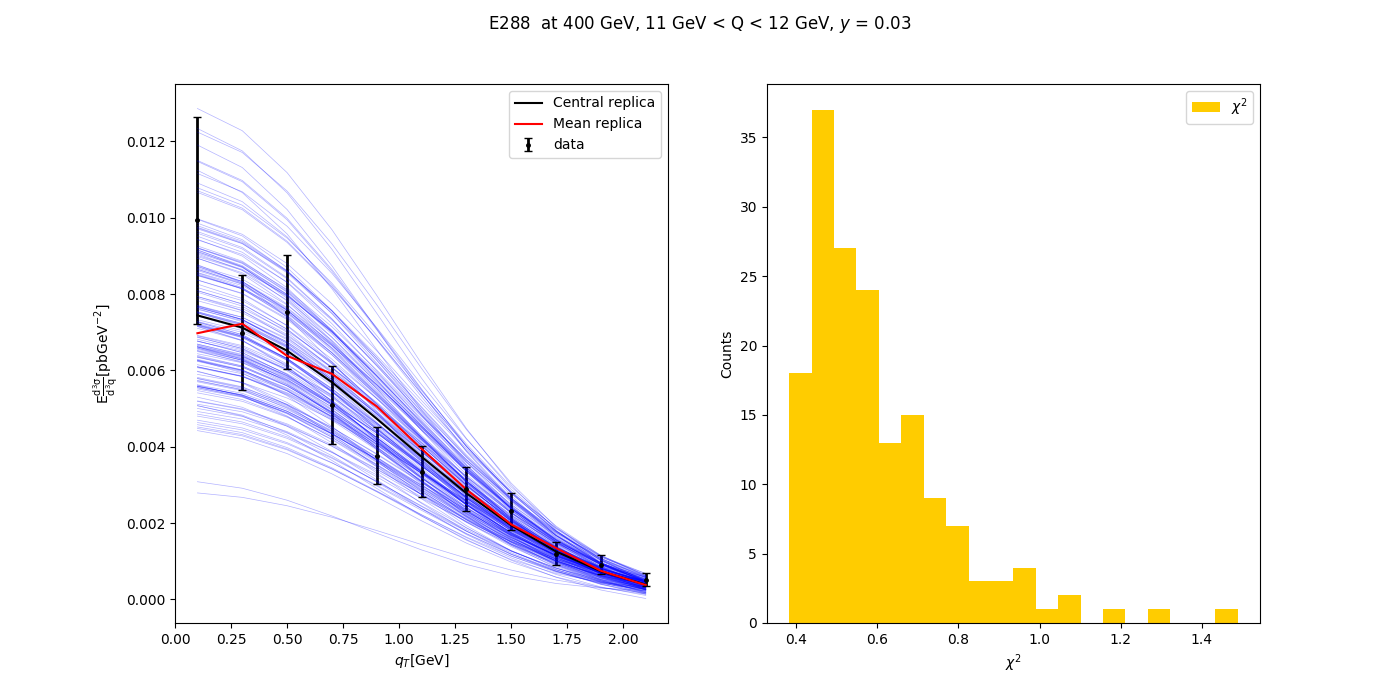 E288  at 400 GeV, 11 GeV < Q < 12 GeV, y = 0.03
E d³σ/d³q [pbGeV⁻²]
0.012
0.010
0.008
0.006
0.004
0.002
0.000
Central replica
Mean replica
data
0.00 0.25 0.50 0.75 1.00 1.25 1.50 1.75 2.00
q_T[GeV]
Counts
35
30
25
20
15
10
5
0
χ²
0.4 0.6 0.8 1.0 1.2 1.4
χ²